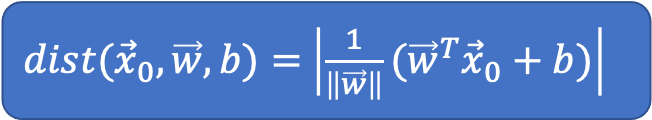 dist(x⃗₀, w⃗, b) = |1/‖w⃗‖ (w⃗ᵀx⃗₀ + b)|